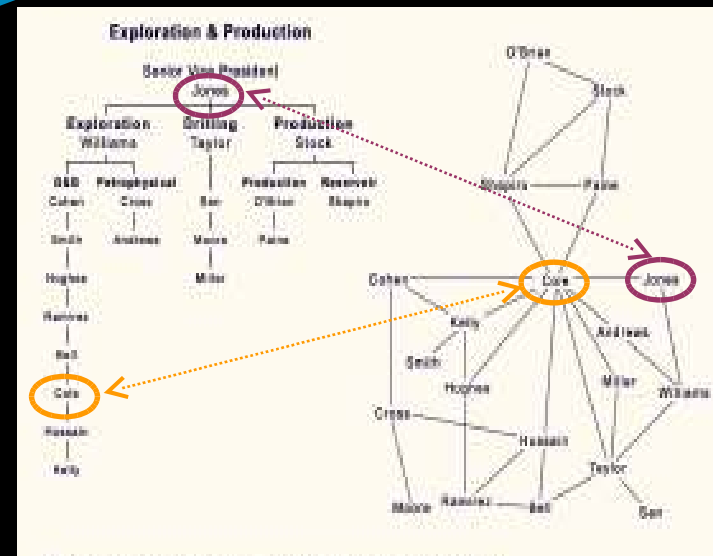 Exploration & Production
Senior Vice President
Jones
Exploration Drilling Production
Williams Taylor Stock
G&G Petrophysical Production Reservoir
Cohen Cross Sen O'Brien Shapiro
Smith Andrews Moore Paine
Hughes Miller
Ramirez
Bell
Cole
Hussain
Kelly
O'Brien
Stock
Shapiro Paine
Cohen Cole Jones
Kelly Andrews
Smith
Hughes Miller Williams
Cross
Hussain
Taylor
Moore Ramirez Bell Sen